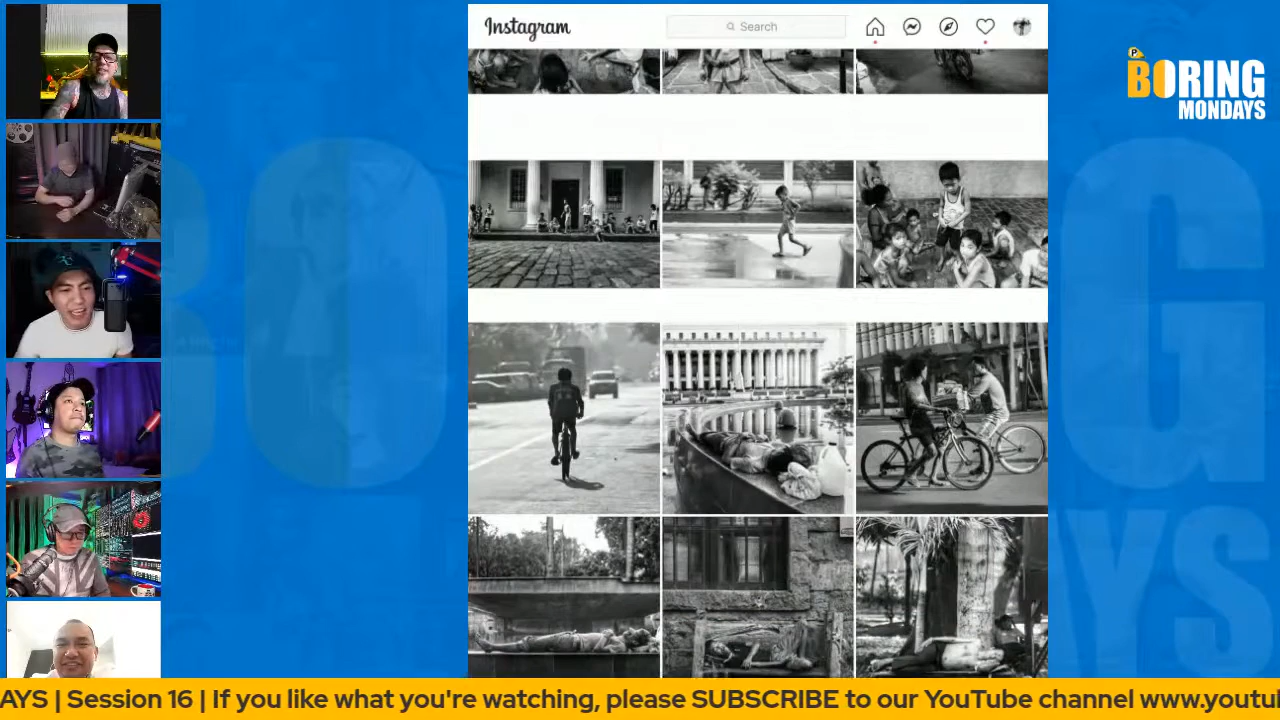 Instagram
Search
P
BORING
MONDAYS
AYS | Session 16 | If you like what you're watching, please SUBSCRIBE to our YouTube channel www.youtu